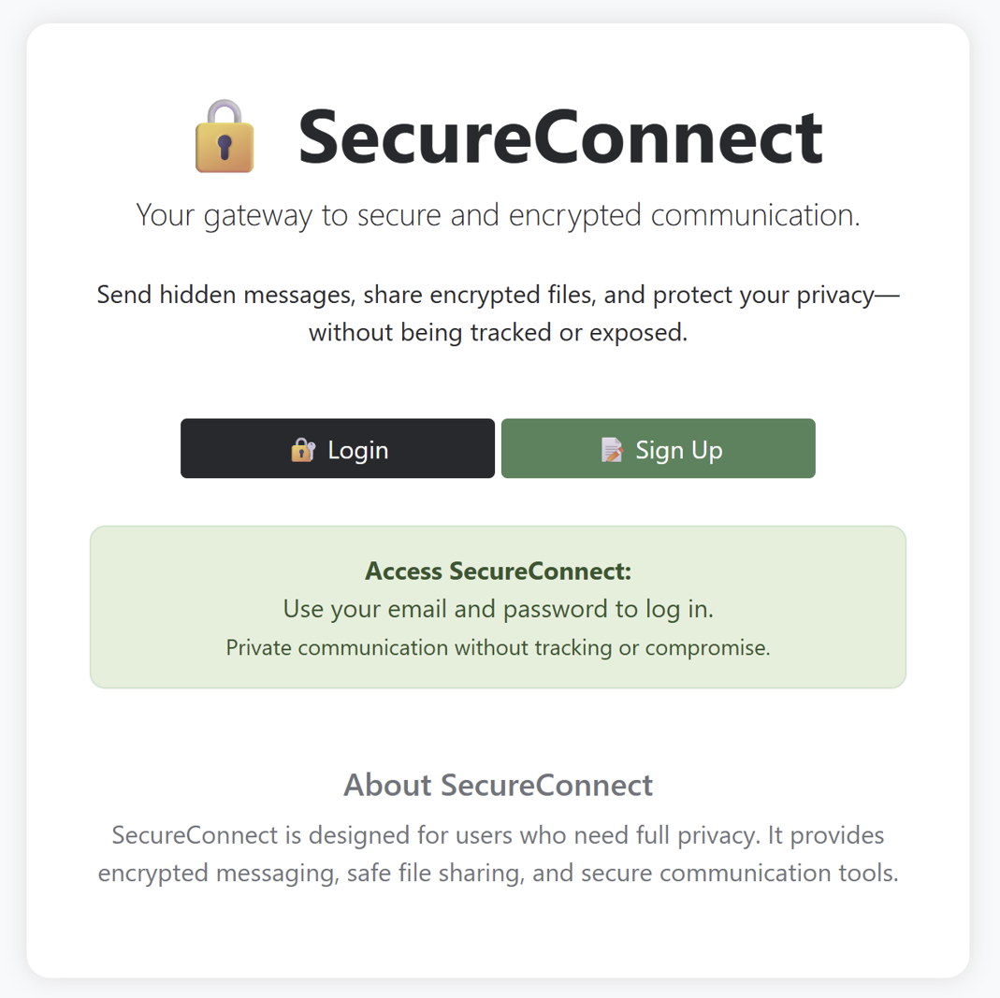 SecureConnect
Your gateway to secure and encrypted communication.
Send hidden messages, share encrypted files, and protect your privacy—
without being tracked or exposed.
Login
Sign Up
Access SecureConnect:
Use your email and password to log in.
Private communication without tracking or compromise.
About SecureConnect
SecureConnect is designed for users who need full privacy. It provides
encrypted messaging, safe file sharing, and secure communication tools.